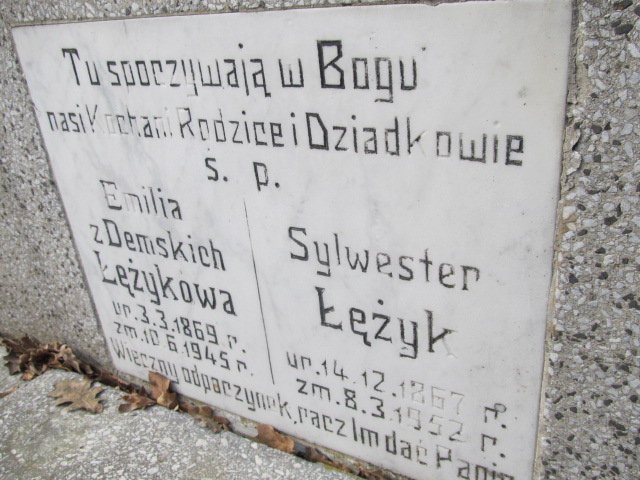 Tu spoczywają w Bogu
nasi Kochani Rodzice i Dziadkowie
ś. p.
Emilia
z Demskich
Łężykowa
ur. 3.3.1869 r.
zm. 10.6.1945 r.
Sylwester
Łężyk
ur. 14.12.1867 r.
zm. 8.3.1952 r.
Wieczny odpaczynek, racz Im dać Panie